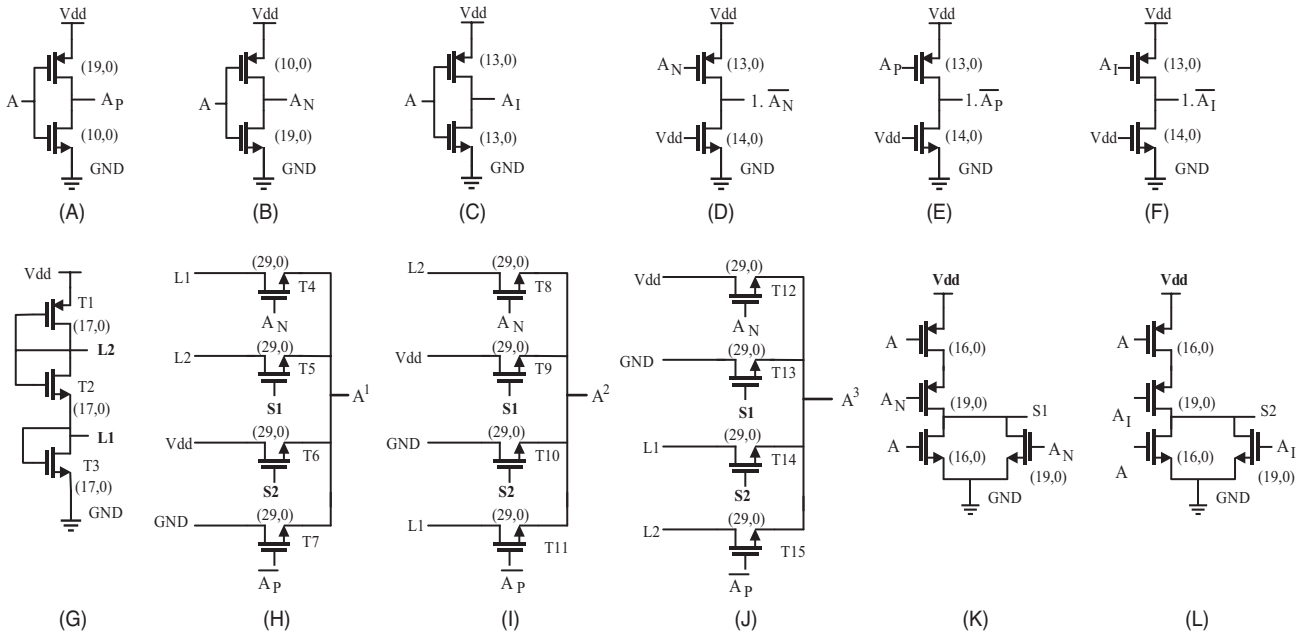 Vdd
(19,0)
A
A_P
(10,0)
GND
(A)
Vdd
(10,0)
A
A_N
(19,0)
GND
(B)
Vdd
(13,0)
A
A_I
(13,0)
GND
(C)
Vdd
A_N
(13,0)
1. \overline{A_N}
Vdd
(14,0)
GND
(D)
Vdd
A_P
(13,0)
1. \overline{A_P}
Vdd
(14,0)
GND
(E)
Vdd
A_I
(13,0)
1. \overline{A_I}
Vdd
(14,0)
GND
(F)
Vdd
T1
(17,0)
L2
T2
(17,0)
L1
T3
(17,0)
GND
(G)
L1
(29,0)
T4
A_N
L2
(29,0)
T5
S1
A^1
Vdd
(29,0)
T6
S2
GND
(29,0)
T7
\overline{A_P}
(H)
L2
(29,0)
T8
A_N
Vdd
(29,0)
T9
S1
A^2
GND
(29,0)
T10
S2
L1
(29,0)
T11
\overline{A_P}
(I)
Vdd
(29,0)
T12
A_N
GND
(29,0)
T13
S1
A^3
L1
(29,0)
T14
S2
L2
(29,0)
T15
\overline{A_P}
(J)
Vdd
A
(16,0)
A_N
(19,0)
S1
A
(16,0)
A_N
(19,0)
GND
(K)
Vdd
A
(16,0)
A_I
(19,0)
S2
A
(16,0)
A_I
(19,0)
GND
(L)